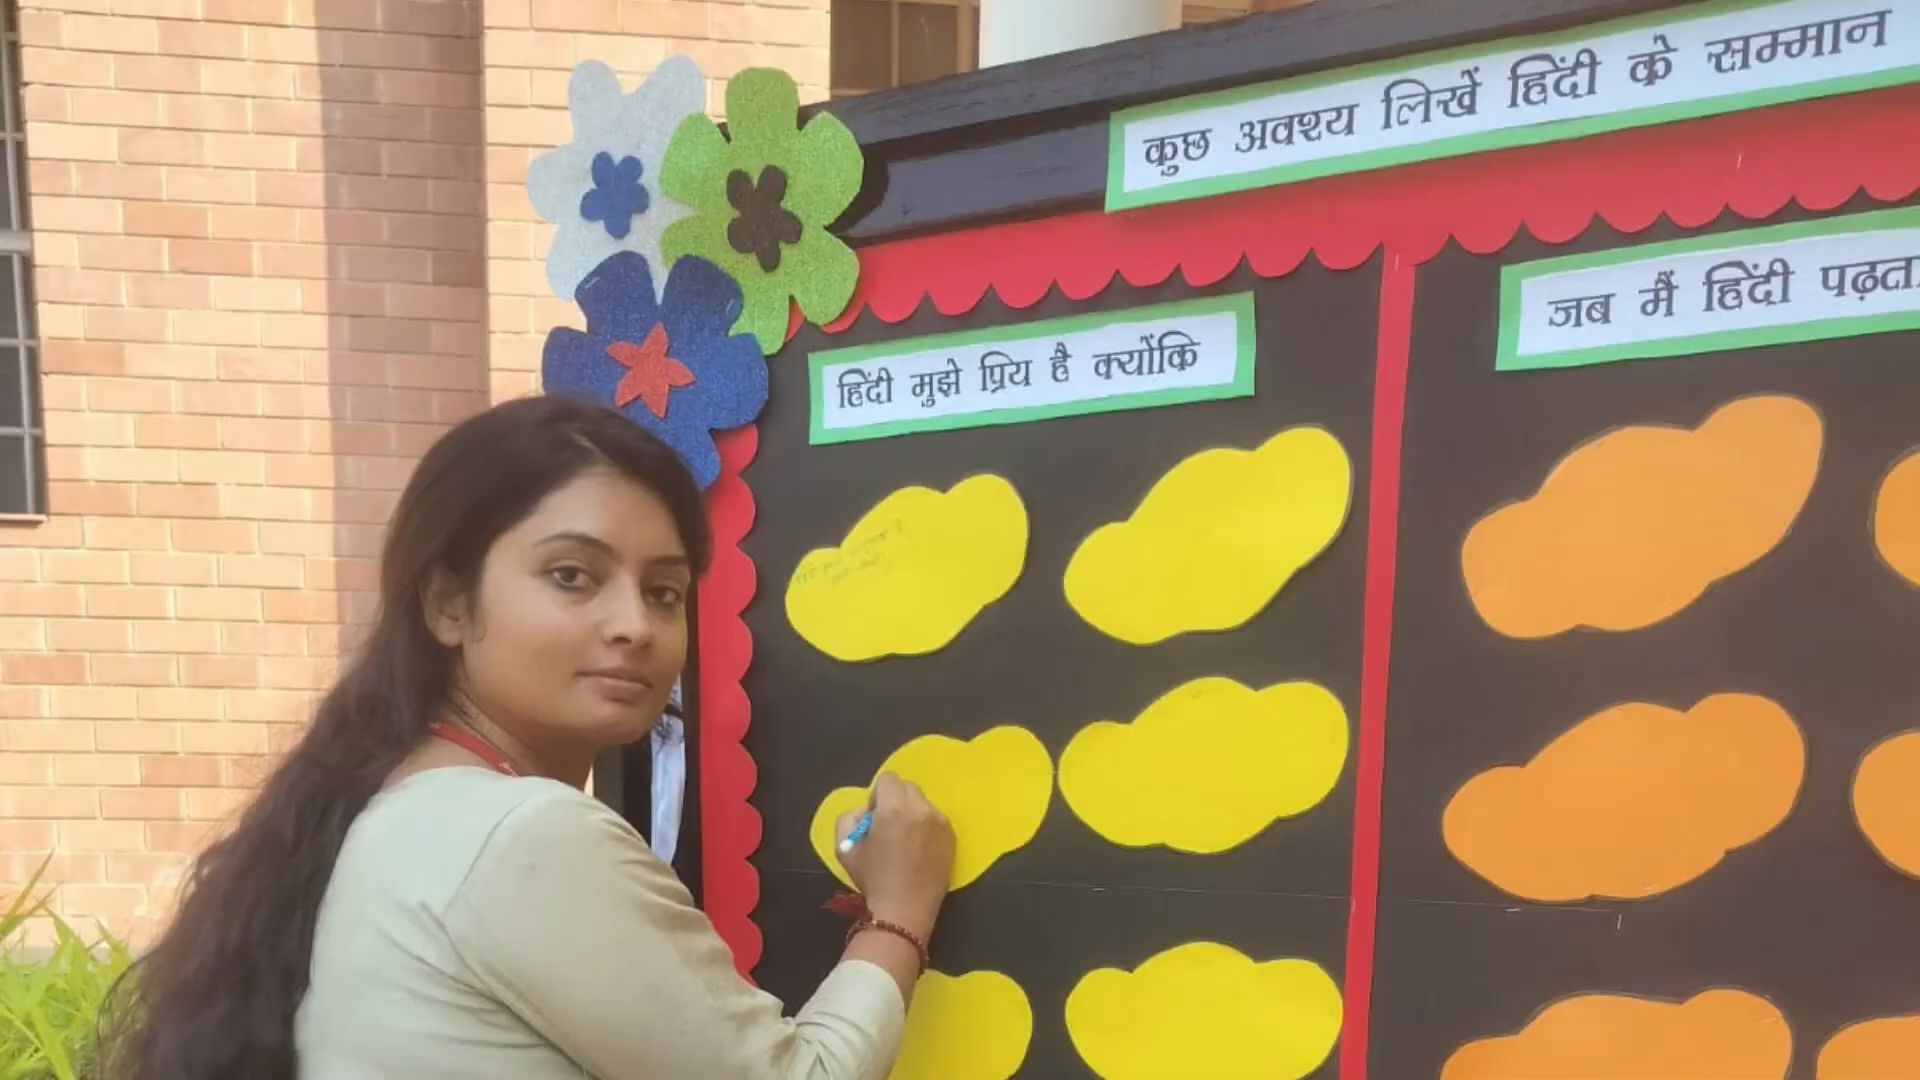 कुछ अवश्य लिखें हिंदी के सम्मान
हिंदी मुझे प्रिय है क्योंकि
जब मैं हिंदी पढ़ता